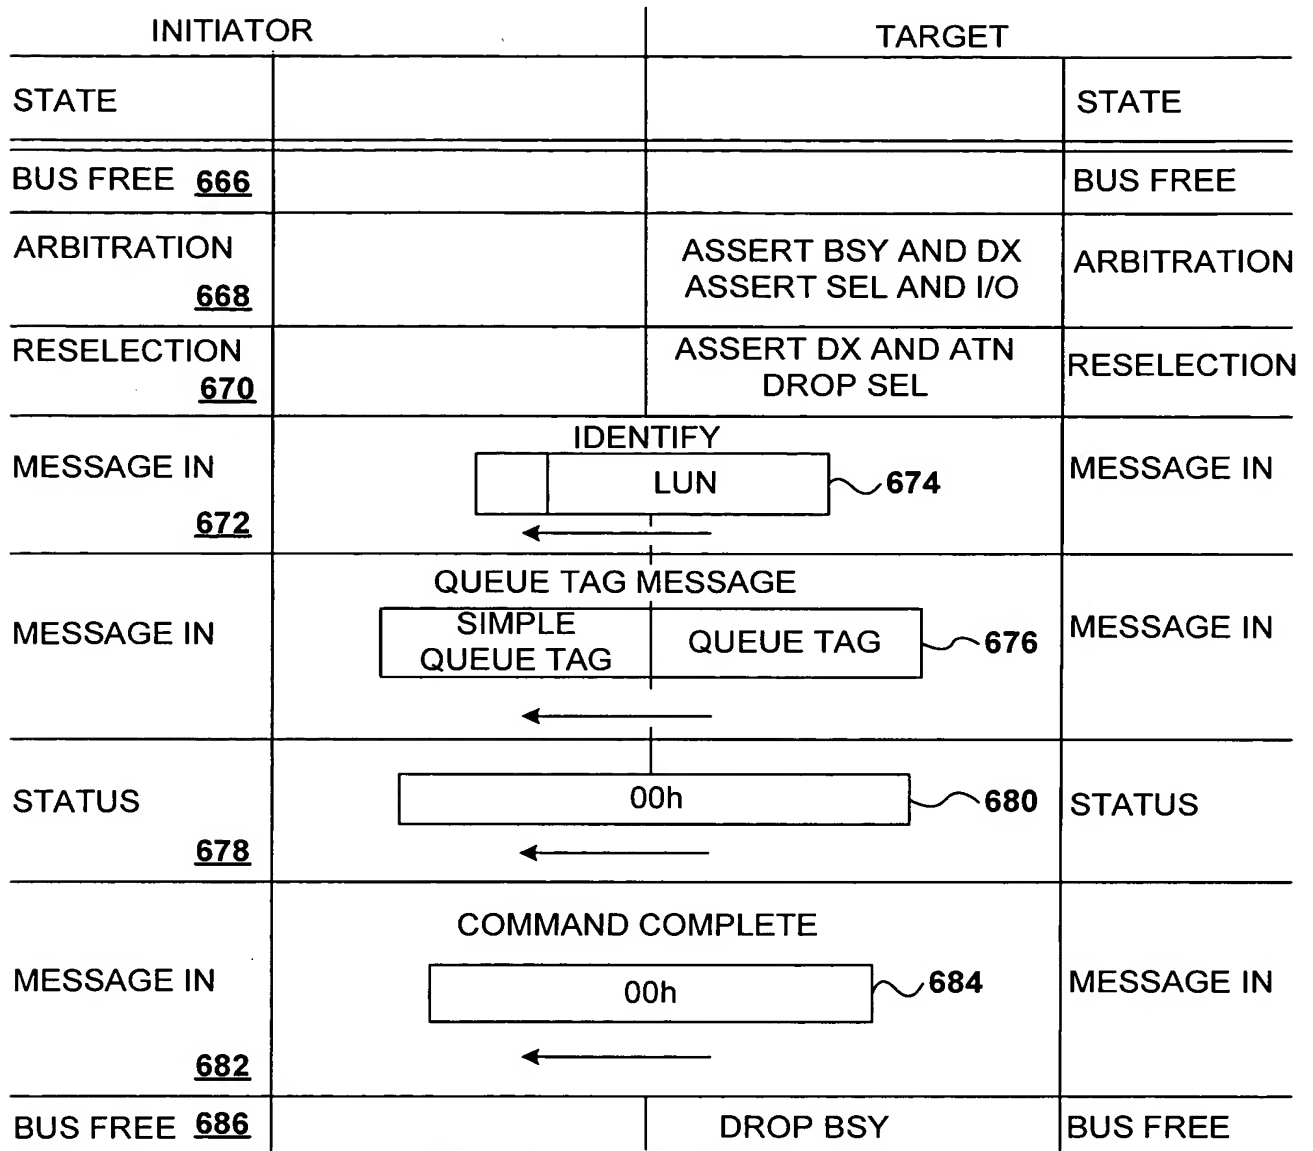 INITIATOR
TARGET
STATE
STATE
BUS FREE 666
BUS FREE
ARBITRATION
668
ASSERT BSY AND DX
ASSERT SEL AND I/O
ARBITRATION
RESELECTION
670
ASSERT DX AND ATN
DROP SEL
RESELECTION
MESSAGE IN
672
IDENTIFY
LUN
674
MESSAGE IN
MESSAGE IN
QUEUE TAG MESSAGE
SIMPLE
QUEUE TAG
QUEUE TAG
676
MESSAGE IN
STATUS
678
00h
680
STATUS
MESSAGE IN
682
COMMAND COMPLETE
00h
684
MESSAGE IN
BUS FREE 686
DROP BSY
BUS FREE